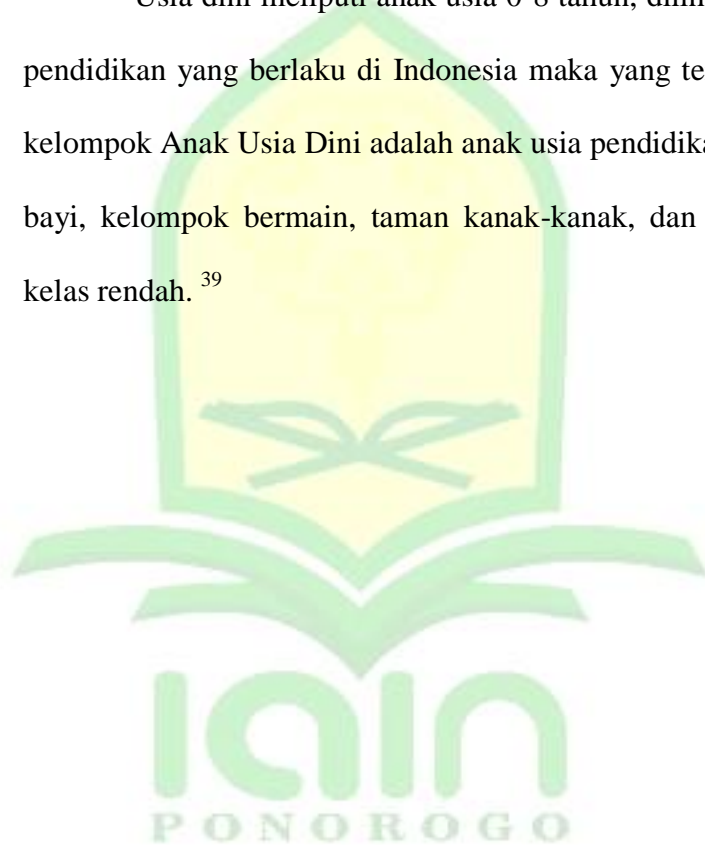 Usia dini meliputi anak usia 0-8 tahun,
pendidikan yang berlaku di Indonesia maka yang
kelompok Anak Usia Dini adalah anak usia
bayi, kelompok bermain, taman kanak-kanak, dan
kelas rendah. 39
iain
PONOROGO